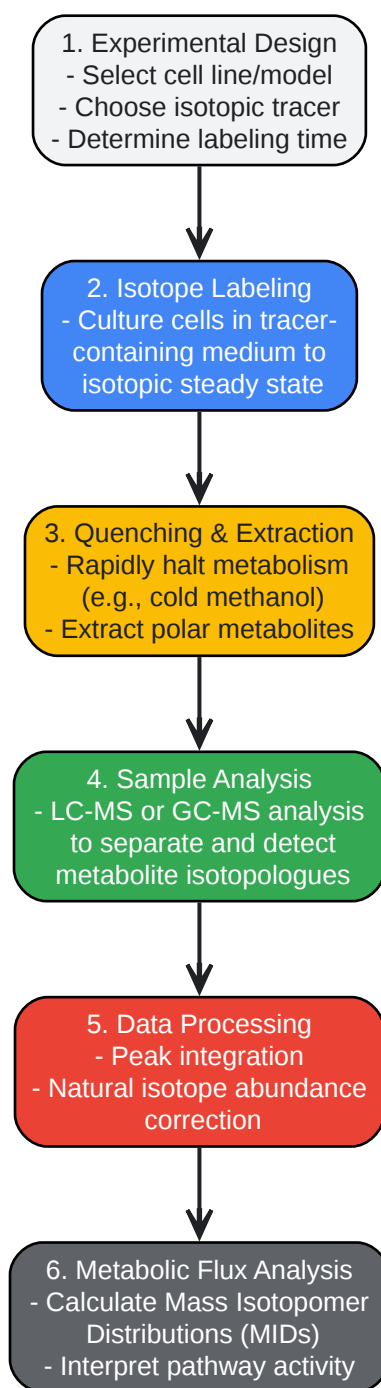 1. Experimental Design
- Select cell line/model
- Choose isotopic tracer
- Determine labeling time
2. Isotope Labeling
- Culture cells in tracer-
containing medium to
isotopic steady state
3. Quenching & Extraction
- Rapidly halt metabolism
(e.g., cold methanol)
- Extract polar metabolites
4. Sample Analysis
- LC-MS or GC-MS analysis
to separate and detect
metabolite isotopologues
5. Data Processing
- Peak integration
- Natural isotope abundance
correction
6. Metabolic Flux Analysis
- Calculate Mass Isotopomer
Distributions (MIDs)
- Interpret pathway activity